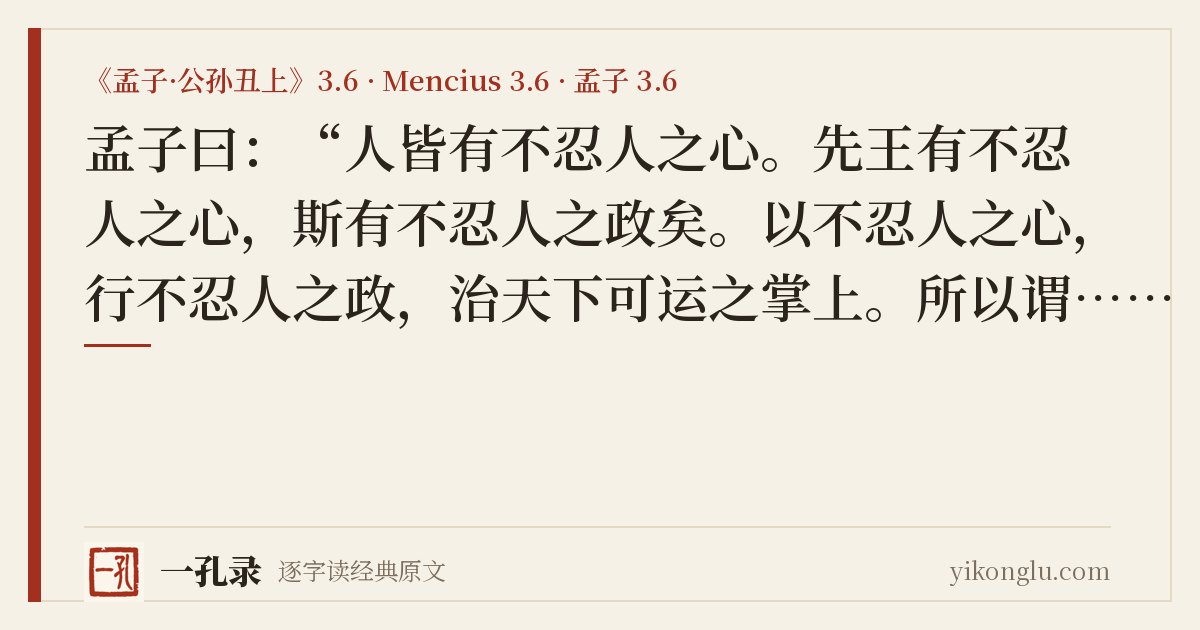 《孟子·公孙丑上》3.6 · Mencius 3.6 · 孟子 3.6
孟子曰：“人皆有不忍人之心。先王有不忍
人之心，斯有不忍人之政矣。以不忍人之心，
行不忍人之政，治天下可运之掌上。所以谓……
一孔
一孔录 逐字读经典原文
yikonglu.com